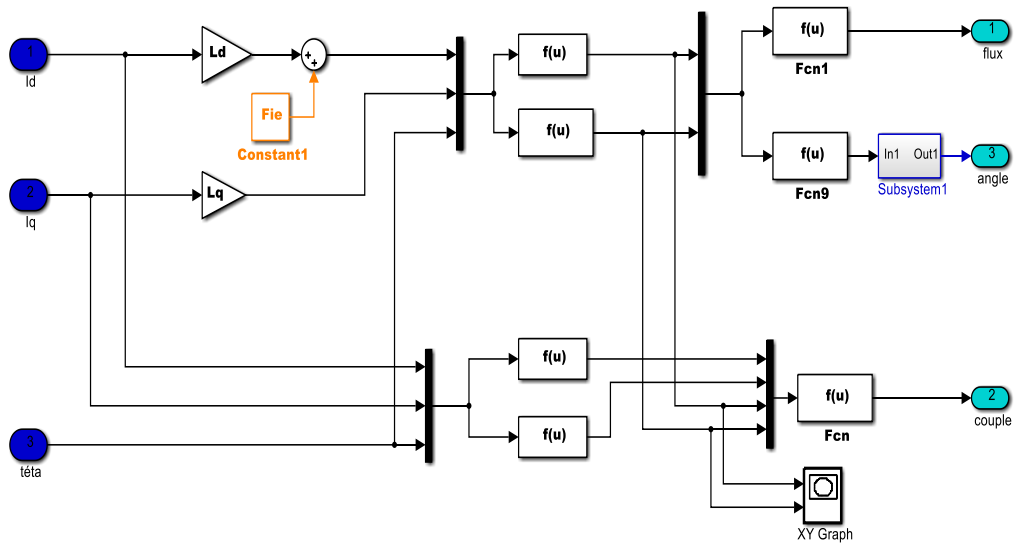 1
Id
Ld
+
+
Fie
Constant1
f(u)
f(u)
f(u)
Fcn1
1
flux
f(u)
Fcn9
In1 Out1
Subsystem1
3
angle
2
Iq
Lq
f(u)
f(u)
f(u)
Fcn
2
couple
3
téta
XY Graph